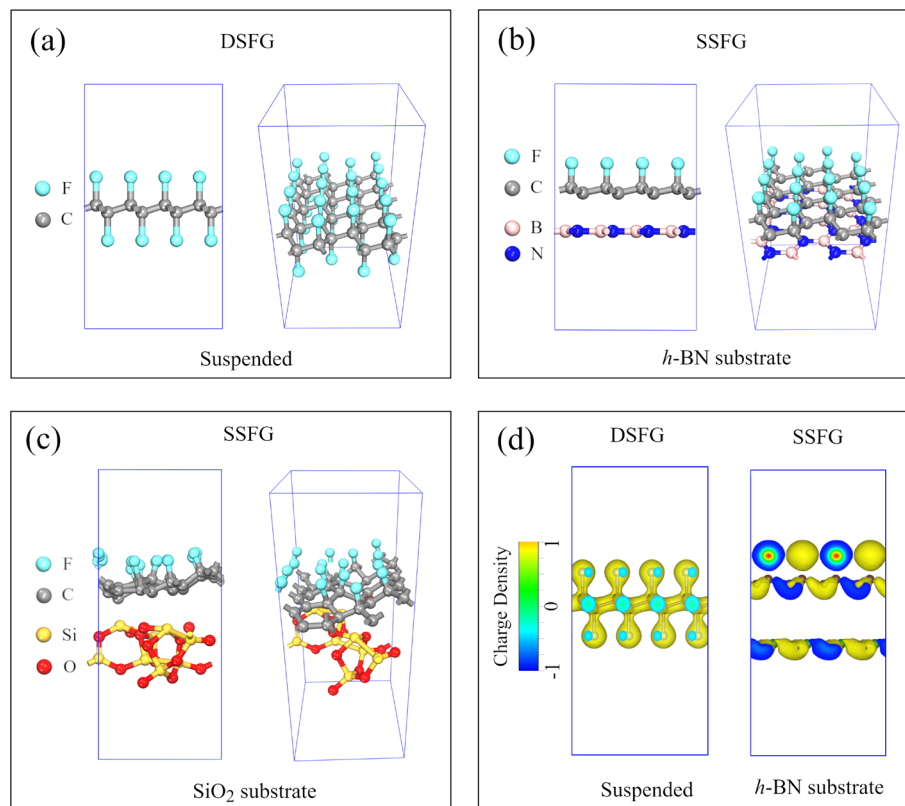 (a)
DSFG
F
C
Suspended
(b)
SSFG
F
C
B
N
h-BN substrate
(c)
SSFG
F
C
Si
O
SiO₂ substrate
(d)
DSFG
SSFG
Charge Density
1
0
-1
Suspended
h-BN substrate